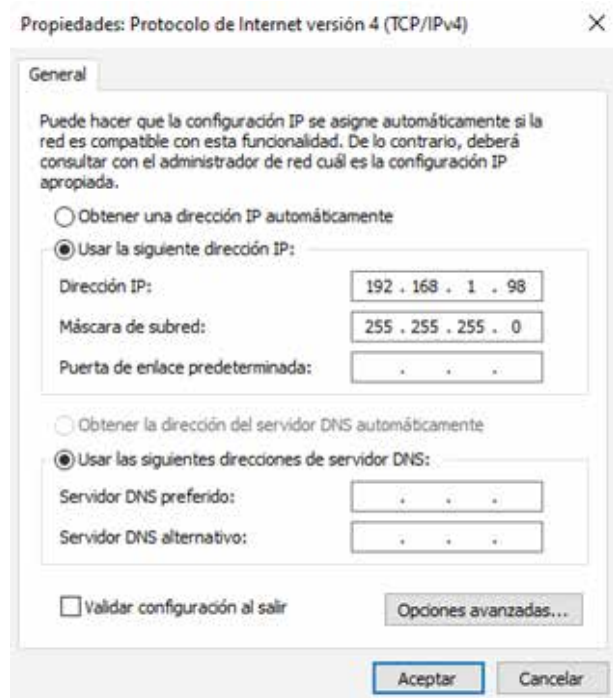 Propiedades: Protocolo de Internet versión 4 (TCP/IPv4)
General
Puede hacer que la configuración IP se asigne automáticamente si la
red es compatible con esta funcionalidad. De lo contrario, deberá
consultar con el administrador de red cuál es la configuración IP
apropiada.
Obtener una dirección IP automáticamente
Usar la siguiente dirección IP:
Dirección IP: 192 . 168 . 1 . 98
Máscara de subred: 255 . 255 . 255 . 0
Puerta de enlace predeterminada: . . .
Obtener la dirección del servidor DNS automáticamente
Usar las siguientes direcciones de servidor DNS:
Servidor DNS preferido: . . .
Servidor DNS alternativo: . . .
Validar configuración al salir Opciones avanzadas...
Aceptar Cancelar